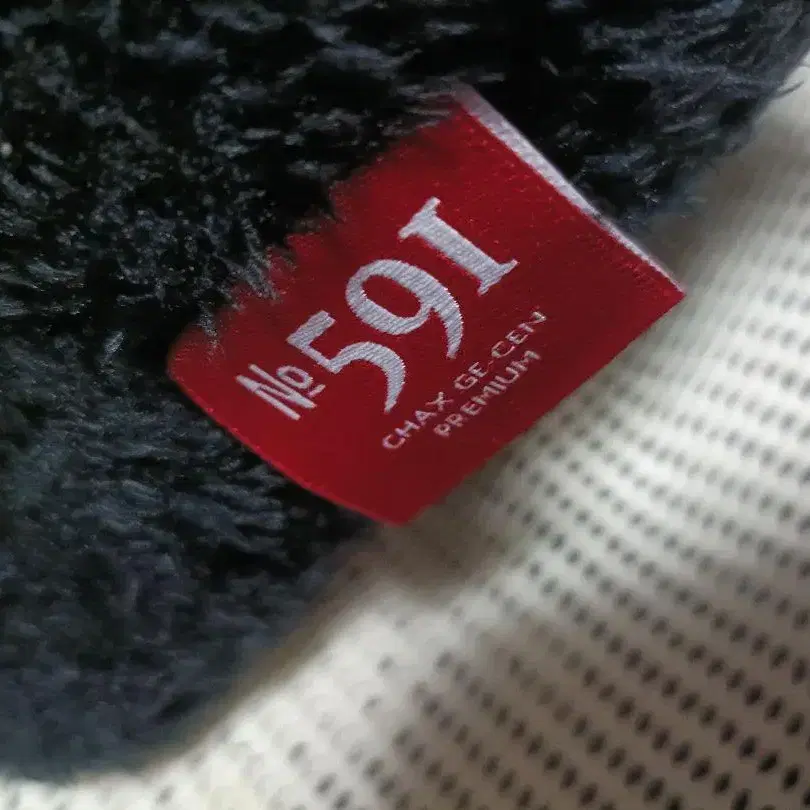 №591
CHAX GE-CEN
PREMIUM